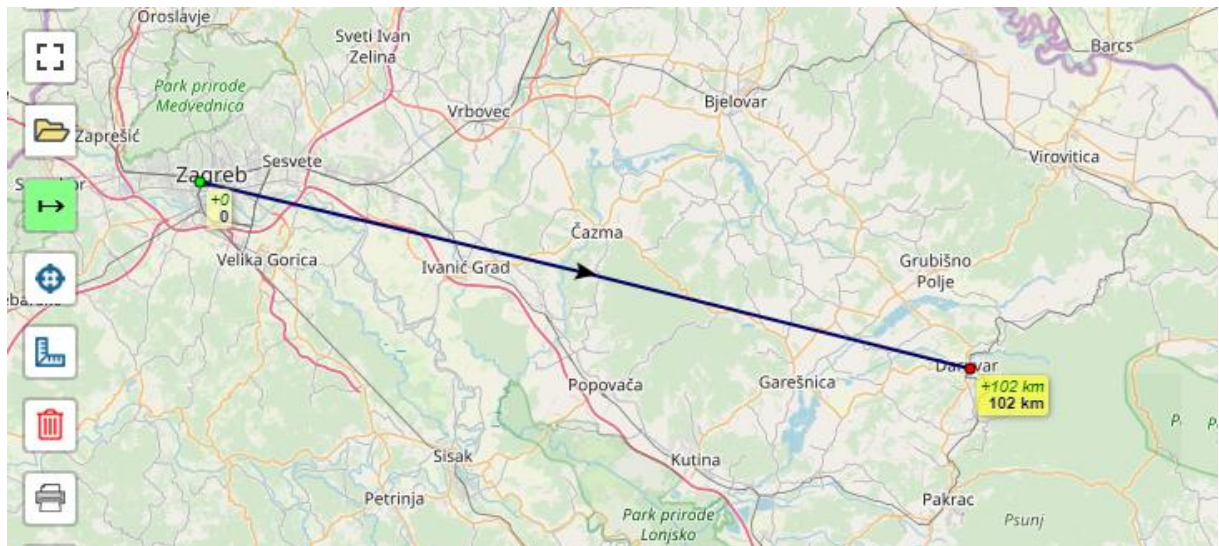 Oroslavje
Sveti Ivan
Zelina
Barcs
Park prirode
Medvednica
Bjelovar
Vrbovec
Zaprešić
Virovitica
Sesvete
Zagreb
+0
0
Čazma
Velika Gorica
Ivanić Grad
Grubišno
Polje
+102 km
102 km
Garešnica
Popovača
Sisak
Kutina
Petrinja
Pakrac
Park prirode
Lonjsko
Psunj